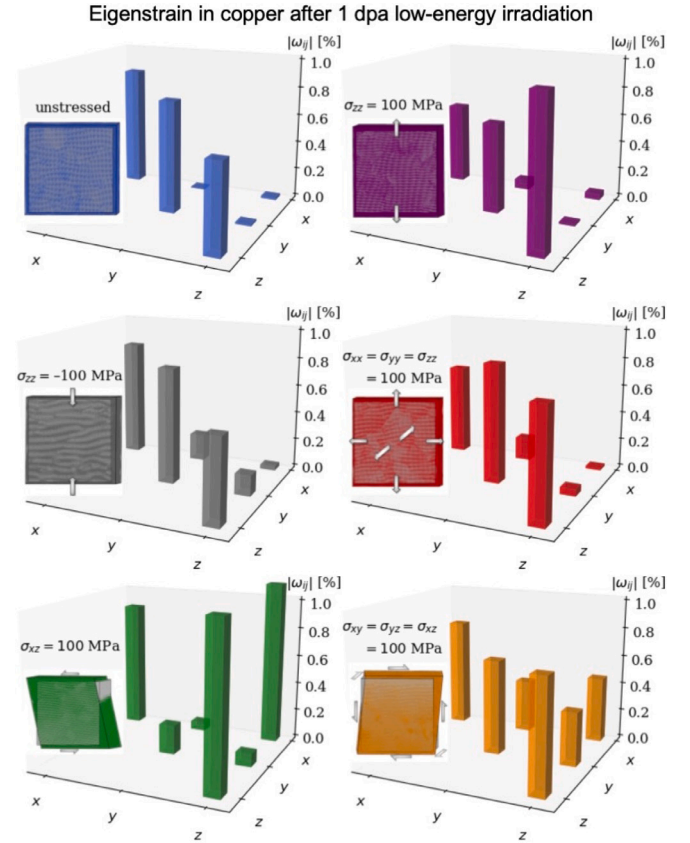 Eigenstrain in copper after 1 dpa low-energy irradiation
|ω_ij| [%]
1.0
0.8
0.6
0.4
0.2
0.0
unstressed
x
y
z
x
y
z
|ω_ij| [%]
1.0
0.8
0.6
0.4
0.2
0.0
σ_zz = 100 MPa
x
y
z
x
y
z
|ω_ij| [%]
1.0
0.8
0.6
0.4
0.2
0.0
σ_zz = –100 MPa
x
y
z
x
y
z
|ω_ij| [%]
1.0
0.8
0.6
0.4
0.2
0.0
σ_xx = σ_yy = σ_zz
= 100 MPa
x
y
z
x
y
z
|ω_ij| [%]
1.0
0.8
0.6
0.4
0.2
0.0
σ_xz = 100 MPa
x
y
z
x
y
z
|ω_ij| [%]
1.0
0.8
0.6
0.4
0.2
0.0
σ_xy = σ_yz = σ_xz
= 100 MPa
x
y
z
x
y
z